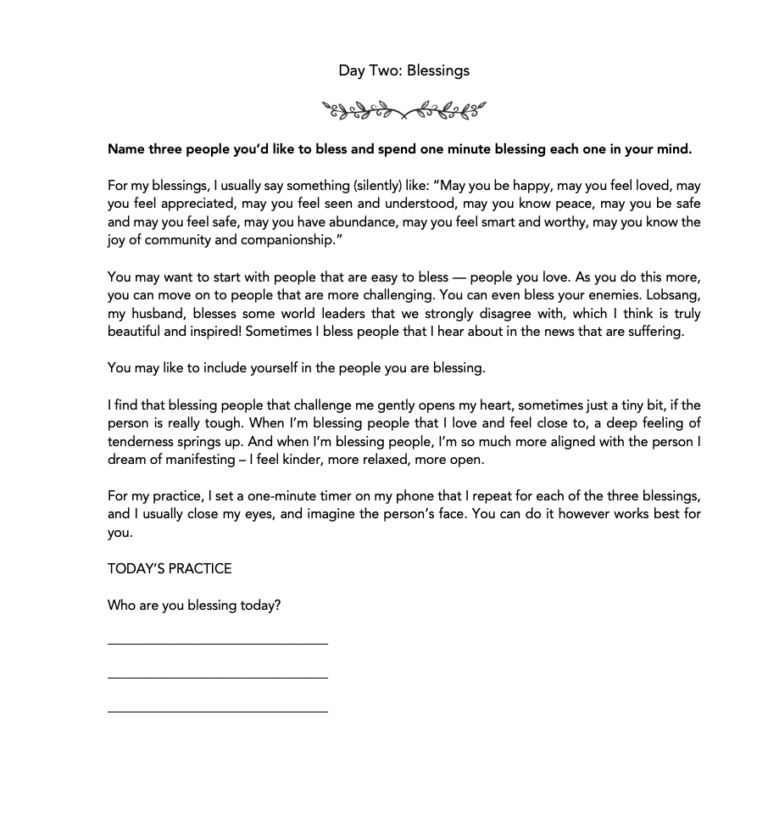 Day Two: Blessings
Name three people you’d like to bless and spend one minute blessing each one in your mind.
For my blessings, I usually say something (silently) like: “May you be happy, may you feel loved, may
you feel appreciated, may you feel seen and understood, may you know peace, may you be safe
and may you feel safe, may you have abundance, may you feel smart and worthy, may you know the
joy of community and companionship.”
You may want to start with people that are easy to bless — people you love. As you do this more,
you can move on to people that are more challenging. You can even bless your enemies. Lobsang,
my husband, blesses some world leaders that we strongly disagree with, which I think is truly
beautiful and inspired! Sometimes I bless people that I hear about in the news that are suffering.
You may like to include yourself in the people you are blessing.
I find that blessing people that challenge me gently opens my heart, sometimes just a tiny bit, if the
person is really tough. When I’m blessing people that I love and feel close to, a deep feeling of
tenderness springs up. And when I’m blessing people, I’m so much more aligned with the person I
dream of manifesting – I feel kinder, more relaxed, more open.
For my practice, I set a one-minute timer on my phone that I repeat for each of the three blessings,
and I usually close my eyes, and imagine the person’s face. You can do it however works best for
you.
TODAY’S PRACTICE
Who are you blessing today?